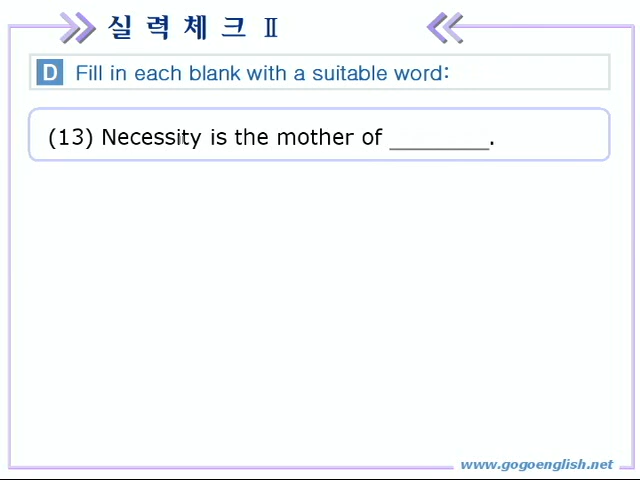 실 력 체 크 Ⅱ
D Fill in each blank with a suitable word:
(13) Necessity is the mother of ________.
www.gogoenglish.net